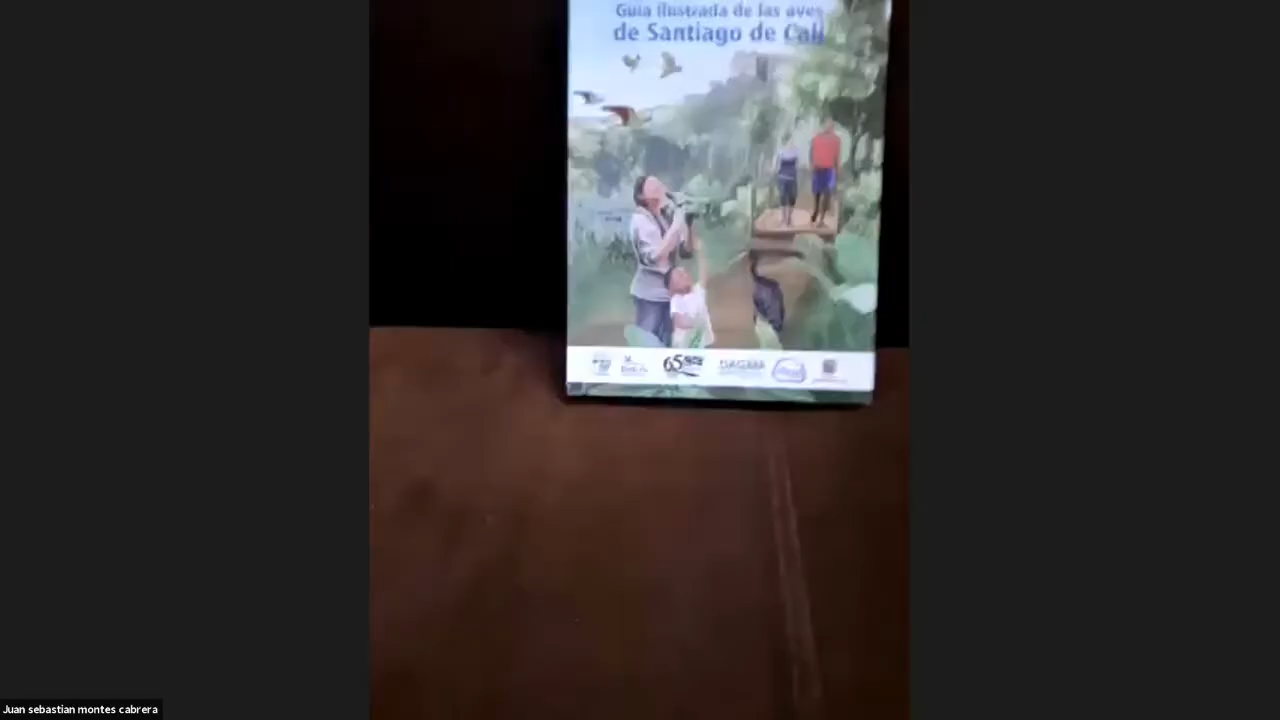 Guía ilustrada de las aves
de Santiago de Cali
65
DAGMA
Juan sebastian montes cabrera